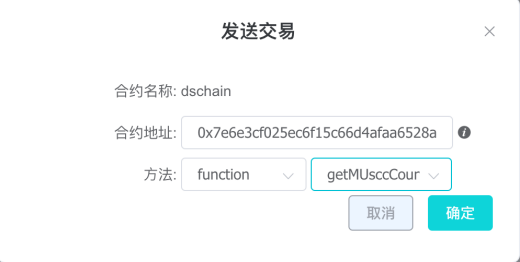 发送交易
合约名称: dschain
合约地址: 0x7e6e3cf025ec6f15c66d4afaa6528a
方法: function getMUsccCour
取消 确定